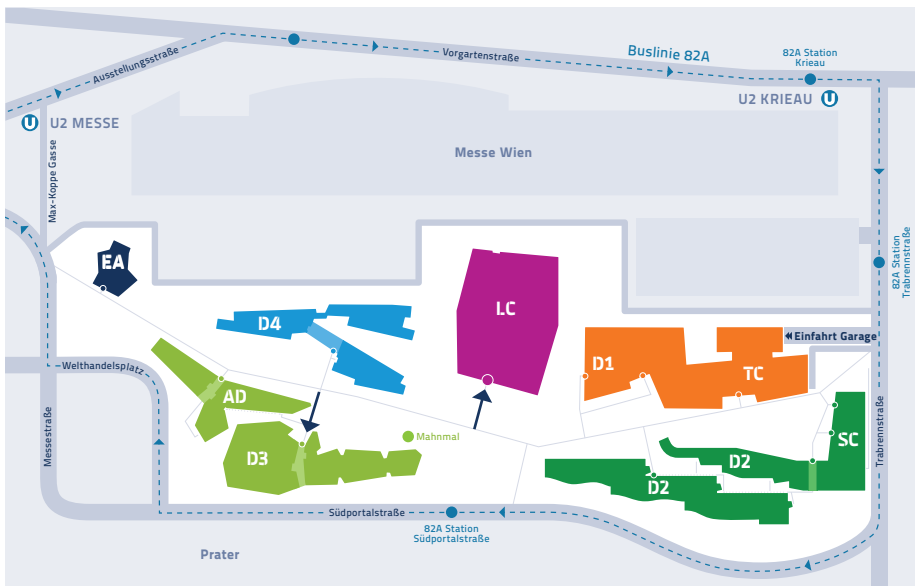 Buslinie 82A
Vorgartenstraße
82A Station
Krieau
Ausstellungsstraße
U2 KRIEAU U
U U2 MESSE
Messe Wien
Max-Koppe Gasse
82A Station
Trabrennstraße
EA
LC
D4
Einfahrt Garage
D1
TC
Welthandelsplatz
AD
Mahnmal
SC
D3
D2
D2
Messestraße
Trabrennstraße
Südportalstraße
82A Station
Südportalstraße
Prater